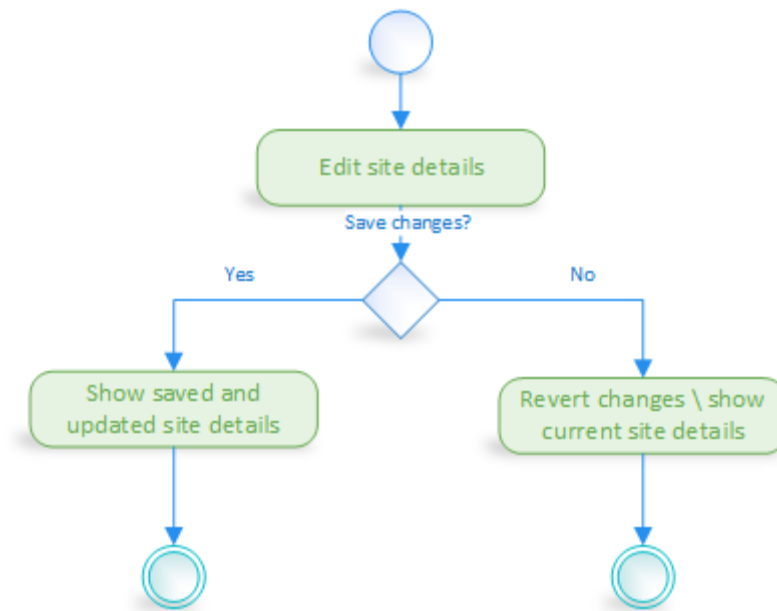 Edit site details
Save changes?
Yes
No
Show saved and
updated site details
Revert changes \ show
current site details